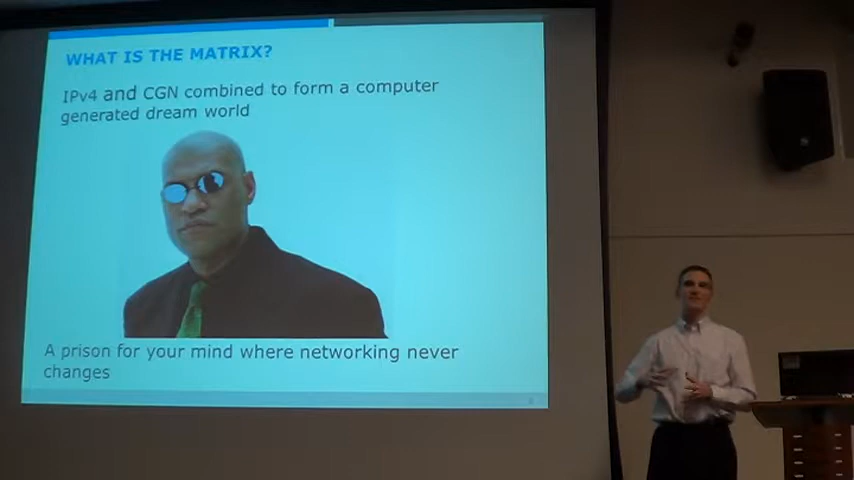 WHAT IS THE MATRIX?
IPv4 and CGN combined to form a computer
generated dream world
A prison for your mind where networking never
changes